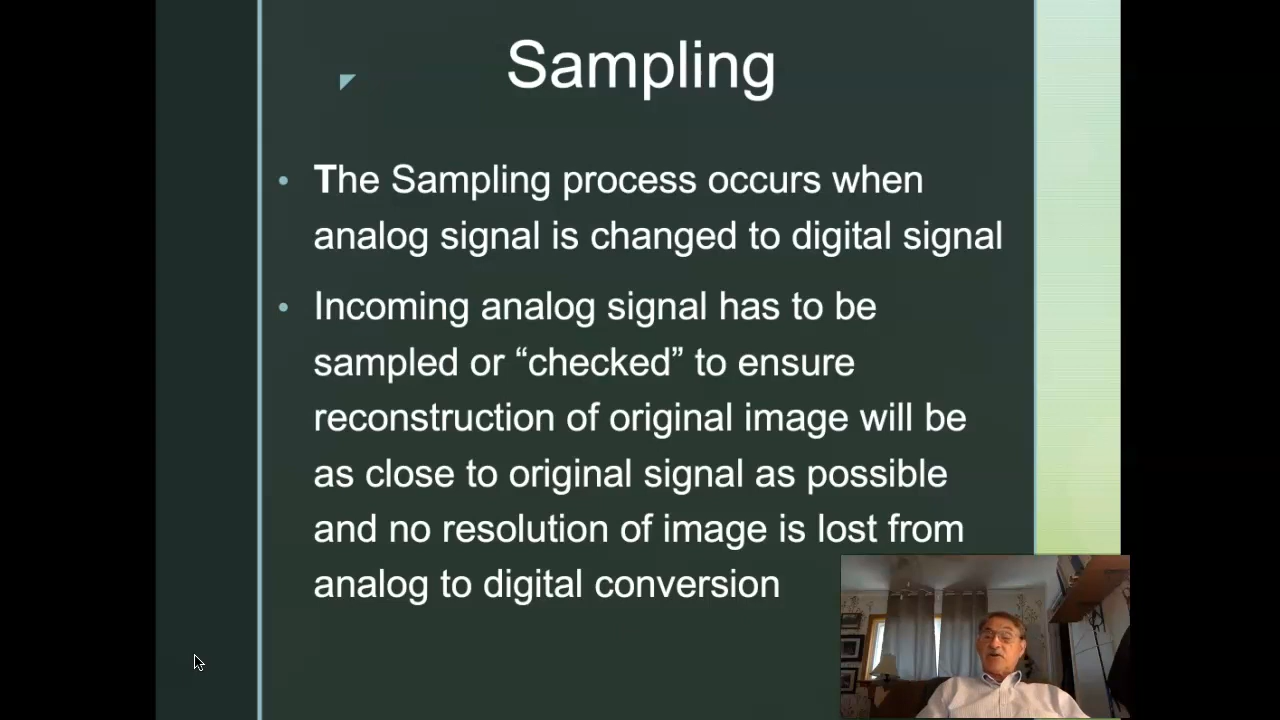 Sampling
The Sampling process occurs when
analog signal is changed to digital signal
Incoming analog signal has to be
sampled or “checked” to ensure
reconstruction of original image will be
as close to original signal as possible
and no resolution of image is lost from
analog to digital conversion